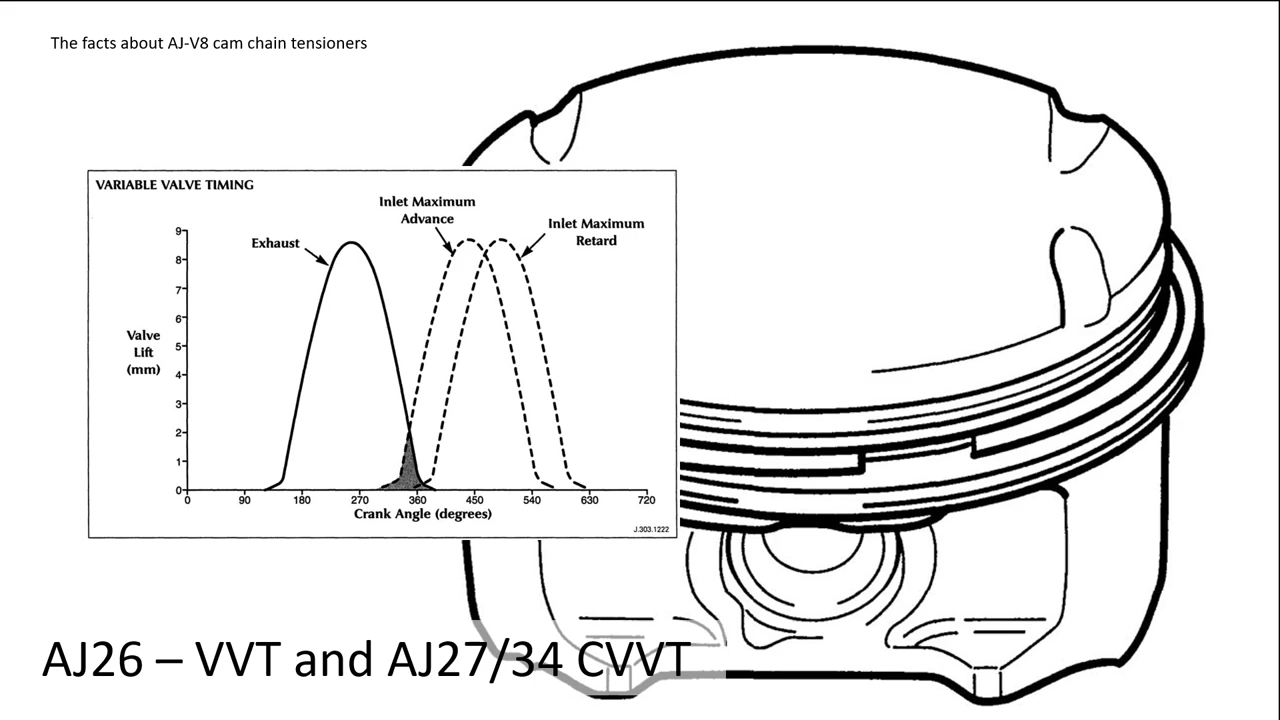 The facts about AJ-V8 cam chain tensioners
VARIABLE VALVE TIMING
Inlet Maximum
Advance
Inlet Maximum
Retard
Exhaust
9
8
7
6
5
4
3
2
1
0
Valve
Lift
(mm)
0 90 180 270 360 450 540 630 720
Crank Angle (degrees)
J.303.1222
AJ26 – VVT and AJ27/34 CVVT